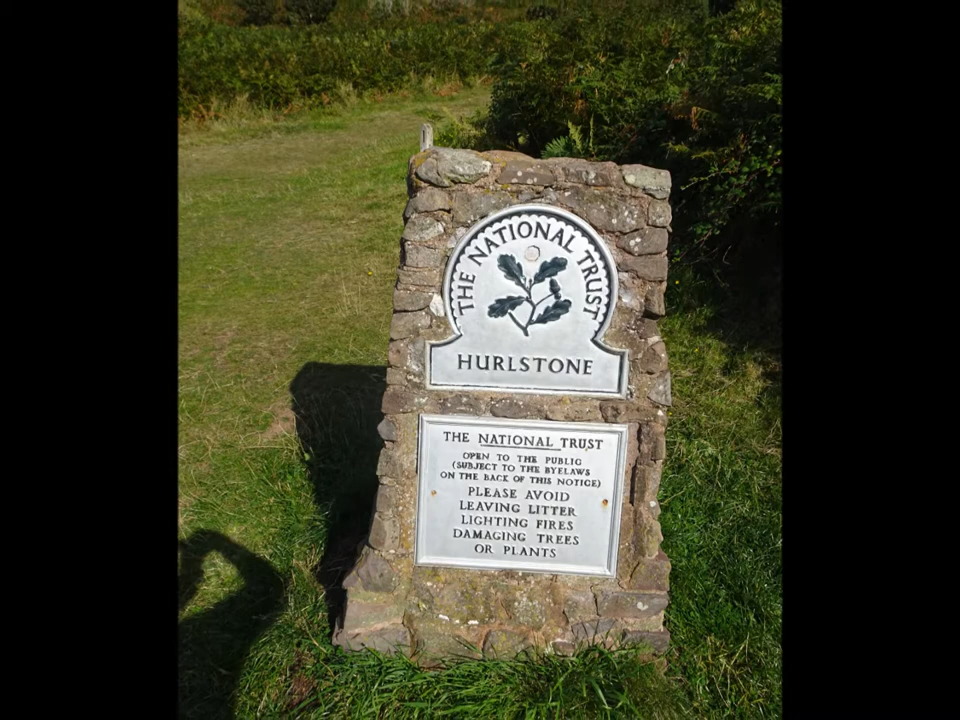 THE NATIONAL TRUST
HURLSTONE
THE NATIONAL TRUST
OPEN TO THE PUBLIC
(SUBJECT TO THE BYELAWS
ON THE BACK OF THIS NOTICE)
PLEASE AVOID
LEAVING LITTER
LIGHTING FIRES
DAMAGING TREES
OR PLANTS